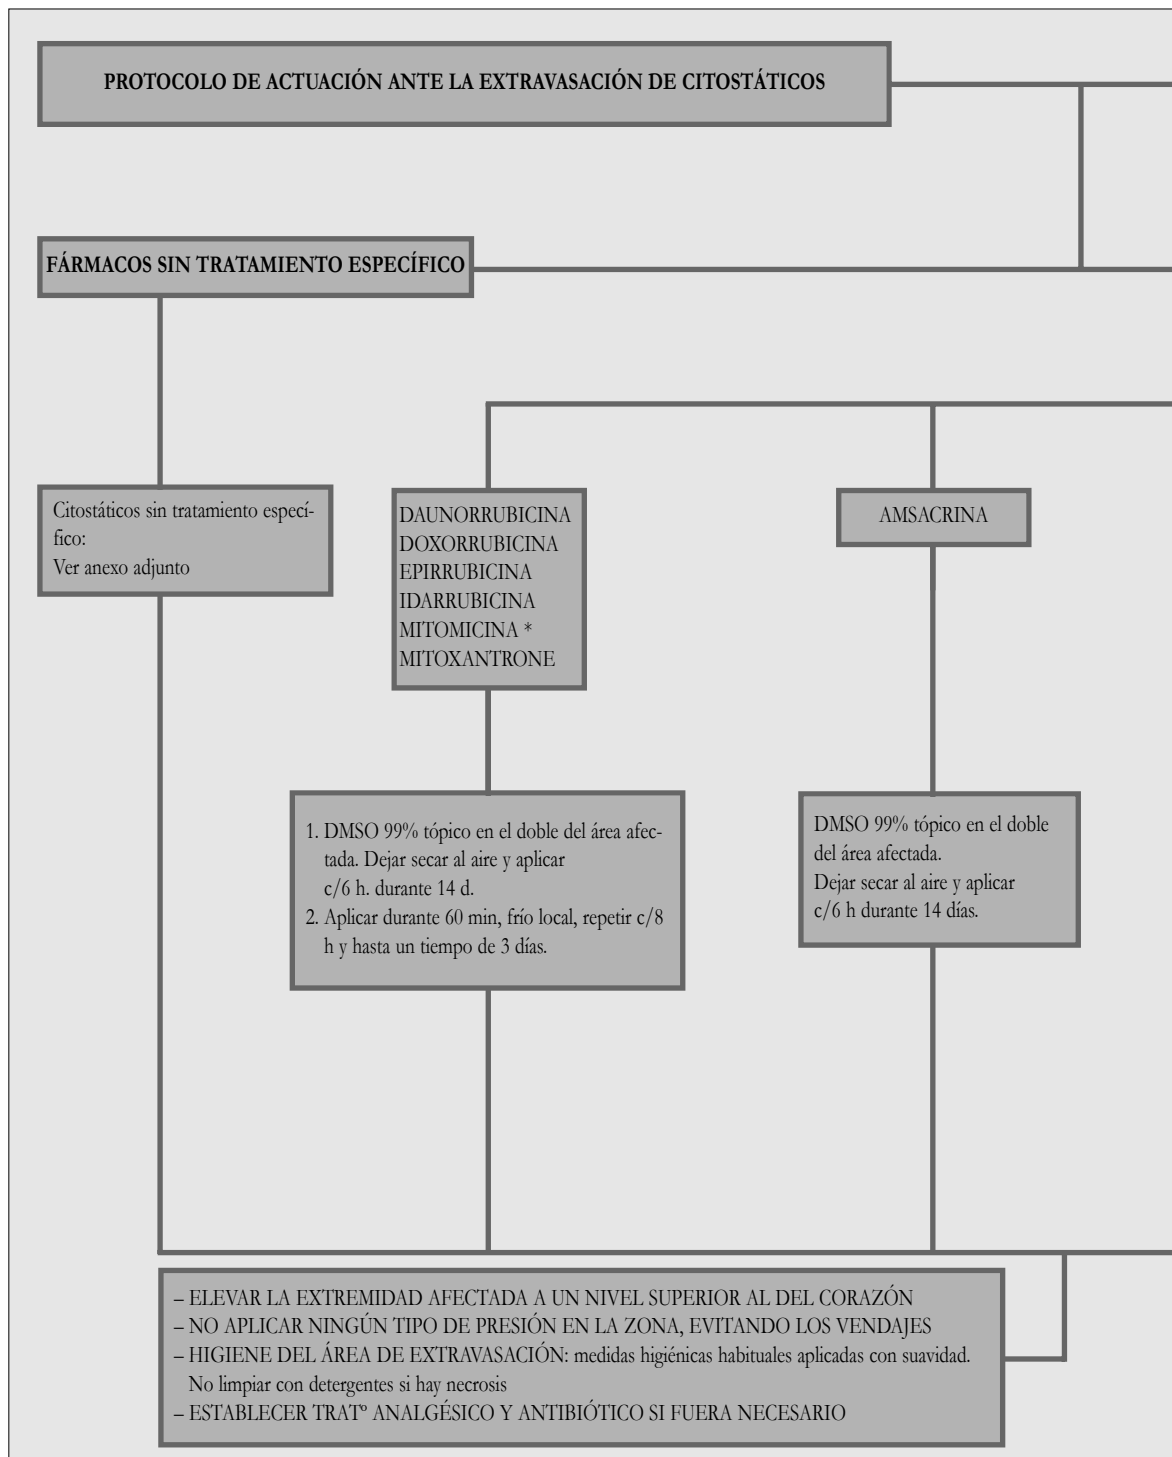 PROTOCOLO DE ACTUACIÓN ANTE LA EXTRAVASACIÓN DE CITOSTÁTICOS
FÁRMACOS SIN TRATAMIENTO ESPECÍFICO
Citostáticos sin tratamiento especí-
fico:
Ver anexo adjunto
DAUNORRUBICINA
DOXORRUBICINA
EPIRRUBICINA
IDARRUBICINA
MITOMICINA *
MITOXANTRONE
AMSACRINA
1. DMSO 99% tópico en el doble del área afec-
tada. Dejar secar al aire y aplicar
c/6 h. durante 14 d.
2. Aplicar durante 60 min, frío local, repetir c/8
h y hasta un tiempo de 3 días.
DMSO 99% tópico en el doble
del área afectada.
Dejar secar al aire y aplicar
c/6 h durante 14 días.
– ELEVAR LA EXTREMIDAD AFECTADA A UN NIVEL SUPERIOR AL DEL CORAZÓN
– NO APLICAR NINGÚN TIPO DE PRESIÓN EN LA ZONA, EVITANDO LOS VENDAJES
– HIGIENE DEL ÁREA DE EXTRAVASACIÓN: medidas higiénicas habituales aplicadas con suavidad.
No limpiar con detergentes si hay necrosis
– ESTABLECER TRATº ANALGÉSICO Y ANTIBIÓTICO SI FUERA NECESARIO